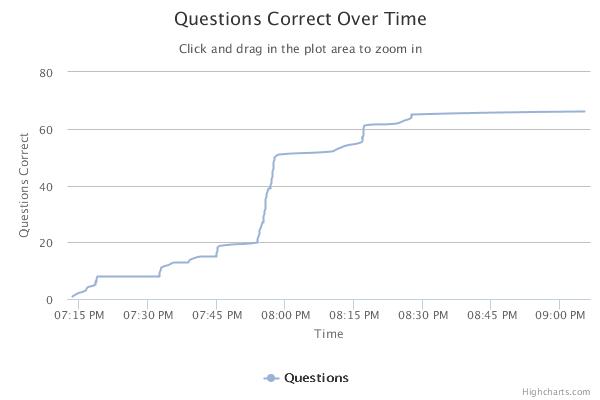 Questions Correct Over Time
Click and drag in the plot area to zoom in
Questions Correct
80
60
40
20
0
07:15 PM 07:30 PM 07:45 PM 08:00 PM 08:15 PM 08:30 PM 08:45 PM 09:00 PM
Time
Questions
Highcharts.com